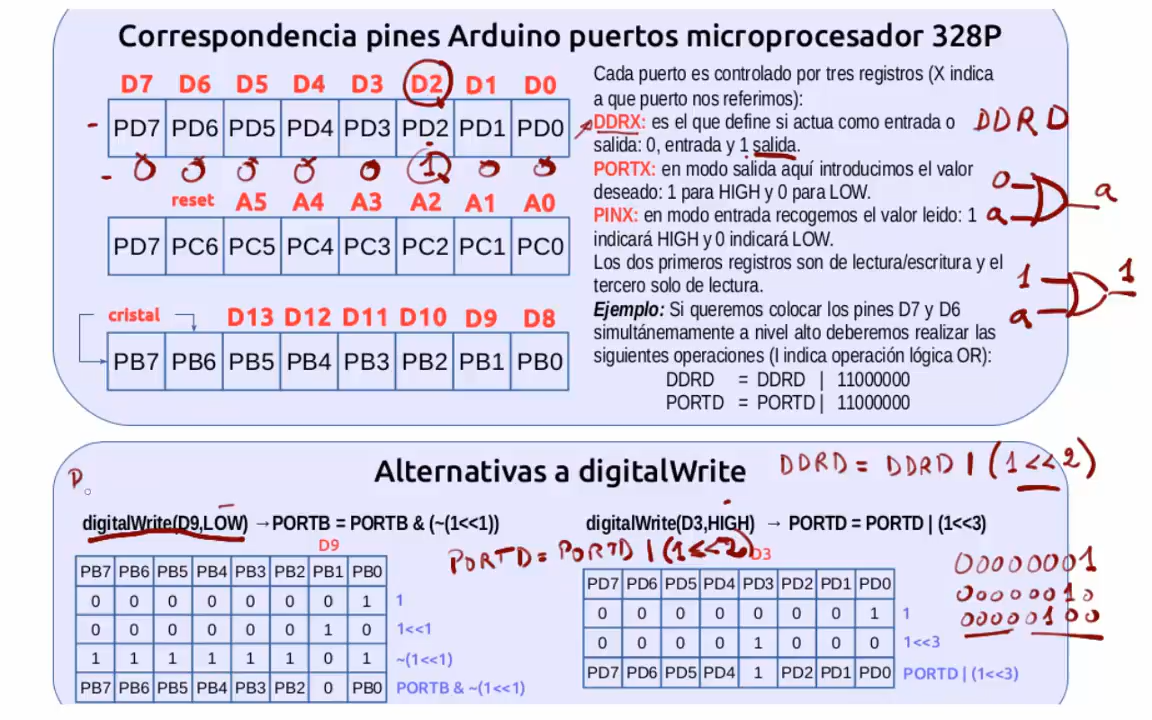 Correspondencia pines Arduino puertos microprocesador 328P
D7 D6 D5 D4 D3 D2 D1 D0
PD7 PD6 PD5 PD4 PD3 PD2 PD1 PD0
0 0 0 0 0 1 0 0
reset A5 A4 A3 A2 A1 A0
PD7 PC6 PC5 PC4 PC3 PC2 PC1 PC0
cristal D13 D12 D11 D10 D9 D8
PB7 PB6 PB5 PB4 PB3 PB2 PB1 PB0
Cada puerto es controlado por tres registros (X indica
a que puerto nos referimos):
DDRX: es el que define si actua como entrada o
salida: 0, entrada y 1 salida.
PORTX: en modo salida aquí introducimos el valor
deseado: 1 para HIGH y 0 para LOW.
PINX: en modo entrada recogemos el valor leido: 1
indicará HIGH y 0 indicará LOW.
Los dos primeros registros son de lectura/escritura y el
tercero solo de lectura.
Ejemplo: Si queremos colocar los pines D7 y D6
simultánemamente a nivel alto deberemos realizar las
siguientes operaciones (I indica operación lógica OR):
DDRD = DDRD | 11000000
PORTD = PORTD | 11000000
DDRD
0
a
a
1
a
1
P
Alternativas a digitalWrite
DDRD = DDRD | (1<<2)
digitalWrite(D9,LOW) →PORTB = PORTB & (~(1<<1))
D9
PB7 PB6 PB5 PB4 PB3 PB2 PB1 PB0
0 0 0 0 0 0 0 1 1
0 0 0 0 0 0 1 0 1<<1
1 1 1 1 1 1 0 1 ~(1<<1)
PB7 PB6 PB5 PB4 PB3 PB2 0 PB0 PORTB & ~(1<<1)
digitalWrite(D3,HIGH) → PORTD = PORTD | (1<<3)
PORTD = PORTD | (1<<2)
D3
PD7 PD6 PD5 PD4 PD3 PD2 PD1 PD0
0 0 0 0 0 0 0 1 1
0 0 0 0 1 0 0 0 1<<3
PD7 PD6 PD5 PD4 1 PD2 PD1 PD0 PORTD | (1<<3)
00000001
00000010
00000100